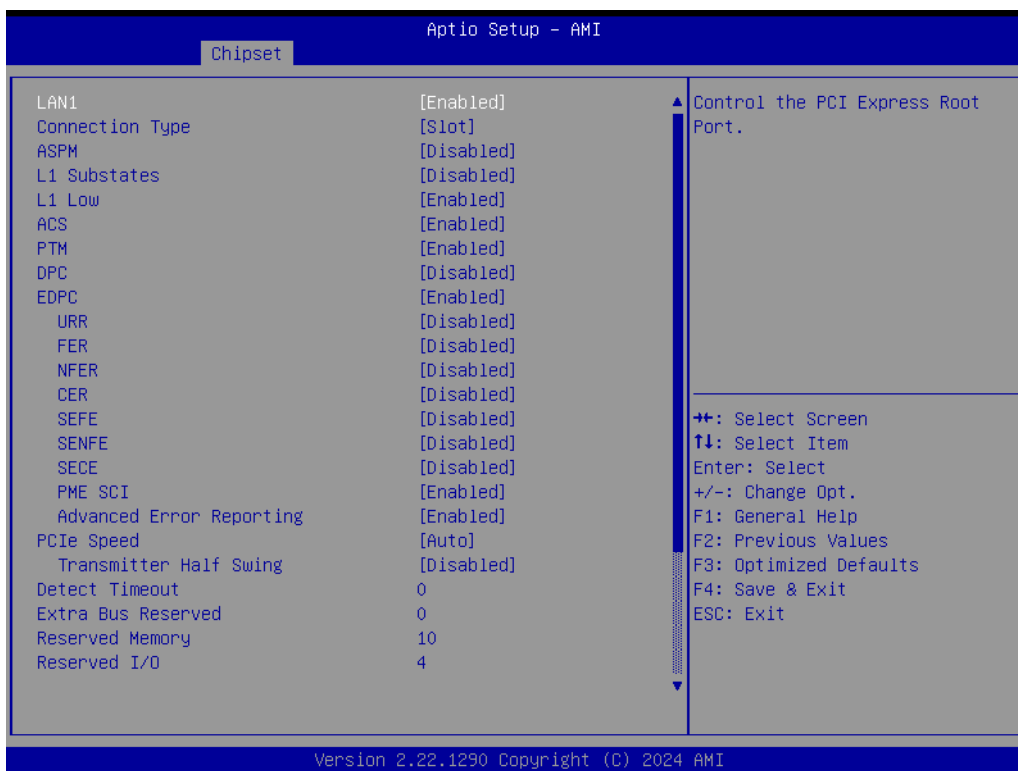 Aptio Setup - AMI
Chipset
LAN1 [Enabled]
Connection Type [Slot]
ASPM [Disabled]
L1 Substates [Disabled]
L1 Low [Enabled]
ACS [Enabled]
PTM [Enabled]
DPC [Disabled]
EDPC [Enabled]
URR [Disabled]
FER [Disabled]
NFER [Disabled]
CER [Disabled]
SEFE [Disabled]
SENFE [Disabled]
SECE [Disabled]
PME SCI [Enabled]
Advanced Error Reporting [Enabled]
PCIe Speed [Auto]
Transmitter Half Swing [Disabled]
Detect Timeout 0
Extra Bus Reserved 0
Reserved Memory 10
Reserved I/O 4
Control the PCI Express Root
Port.
→←: Select Screen
↑↓: Select Item
Enter: Select
+/-: Change Opt.
F1: General Help
F2: Previous Values
F3: Optimized Defaults
F4: Save & Exit
ESC: Exit
Version 2.22.1290 Copyright (C) 2024 AMI